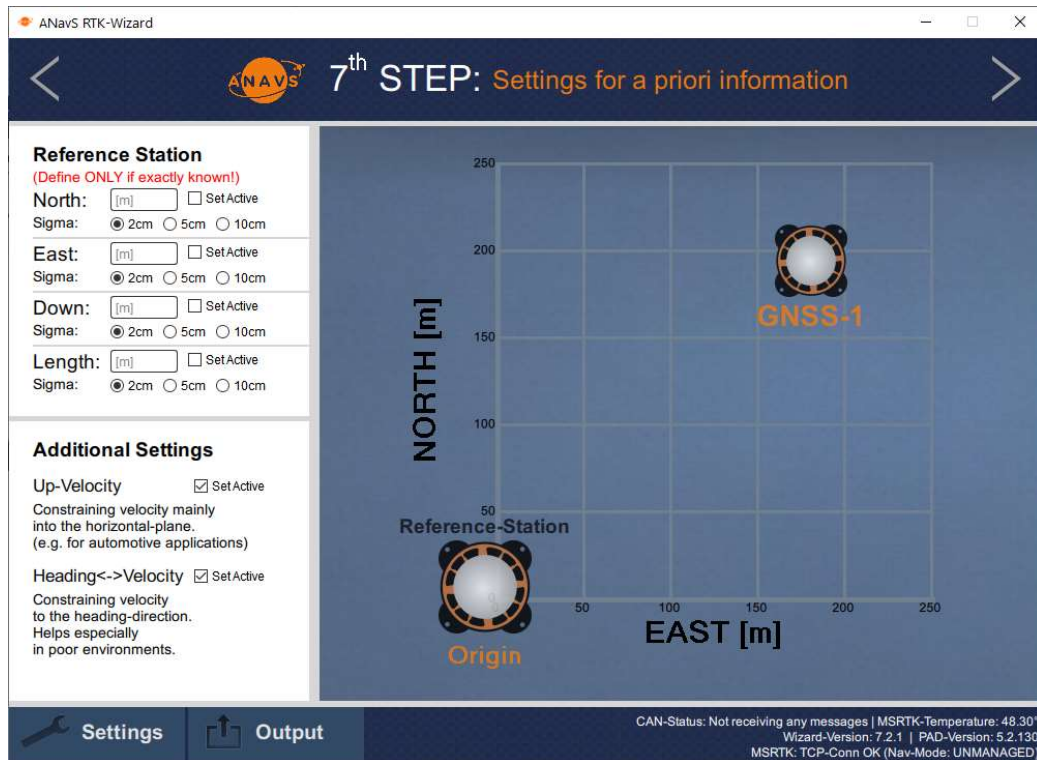 ANavS RTK-Wizard
ANAVS
7th STEP: Settings for a priori information
Reference Station
(Define ONLY if exactly known!)
North: [m] Set Active
Sigma: 2cm 5cm 10cm
East: [m] Set Active
Sigma: 2cm 5cm 10cm
Down: [m] Set Active
Sigma: 2cm 5cm 10cm
Length: [m] Set Active
Sigma: 2cm 5cm 10cm
Additional Settings
Up-Velocity Set Active
Constraining velocity mainly
into the horizontal-plane.
(e.g. for automotive applications)
Heading<->Velocity Set Active
Constraining velocity
to the heading-direction.
Helps especially
in poor environments.
250
200
150
100
50
NORTH [m]
GNSS-1
Reference-Station
0
0
50 100 150 200 250
EAST [m]
Origin
Settings
Output
CAN-Status: Not receiving any messages | MSRTK-Temperature: 48.30°
Wizard-Version: 7.2.1 | PAD-Version: 5.2.130
MSRTK: TCP-Conn OK (Nav-Mode: UNMANAGED)